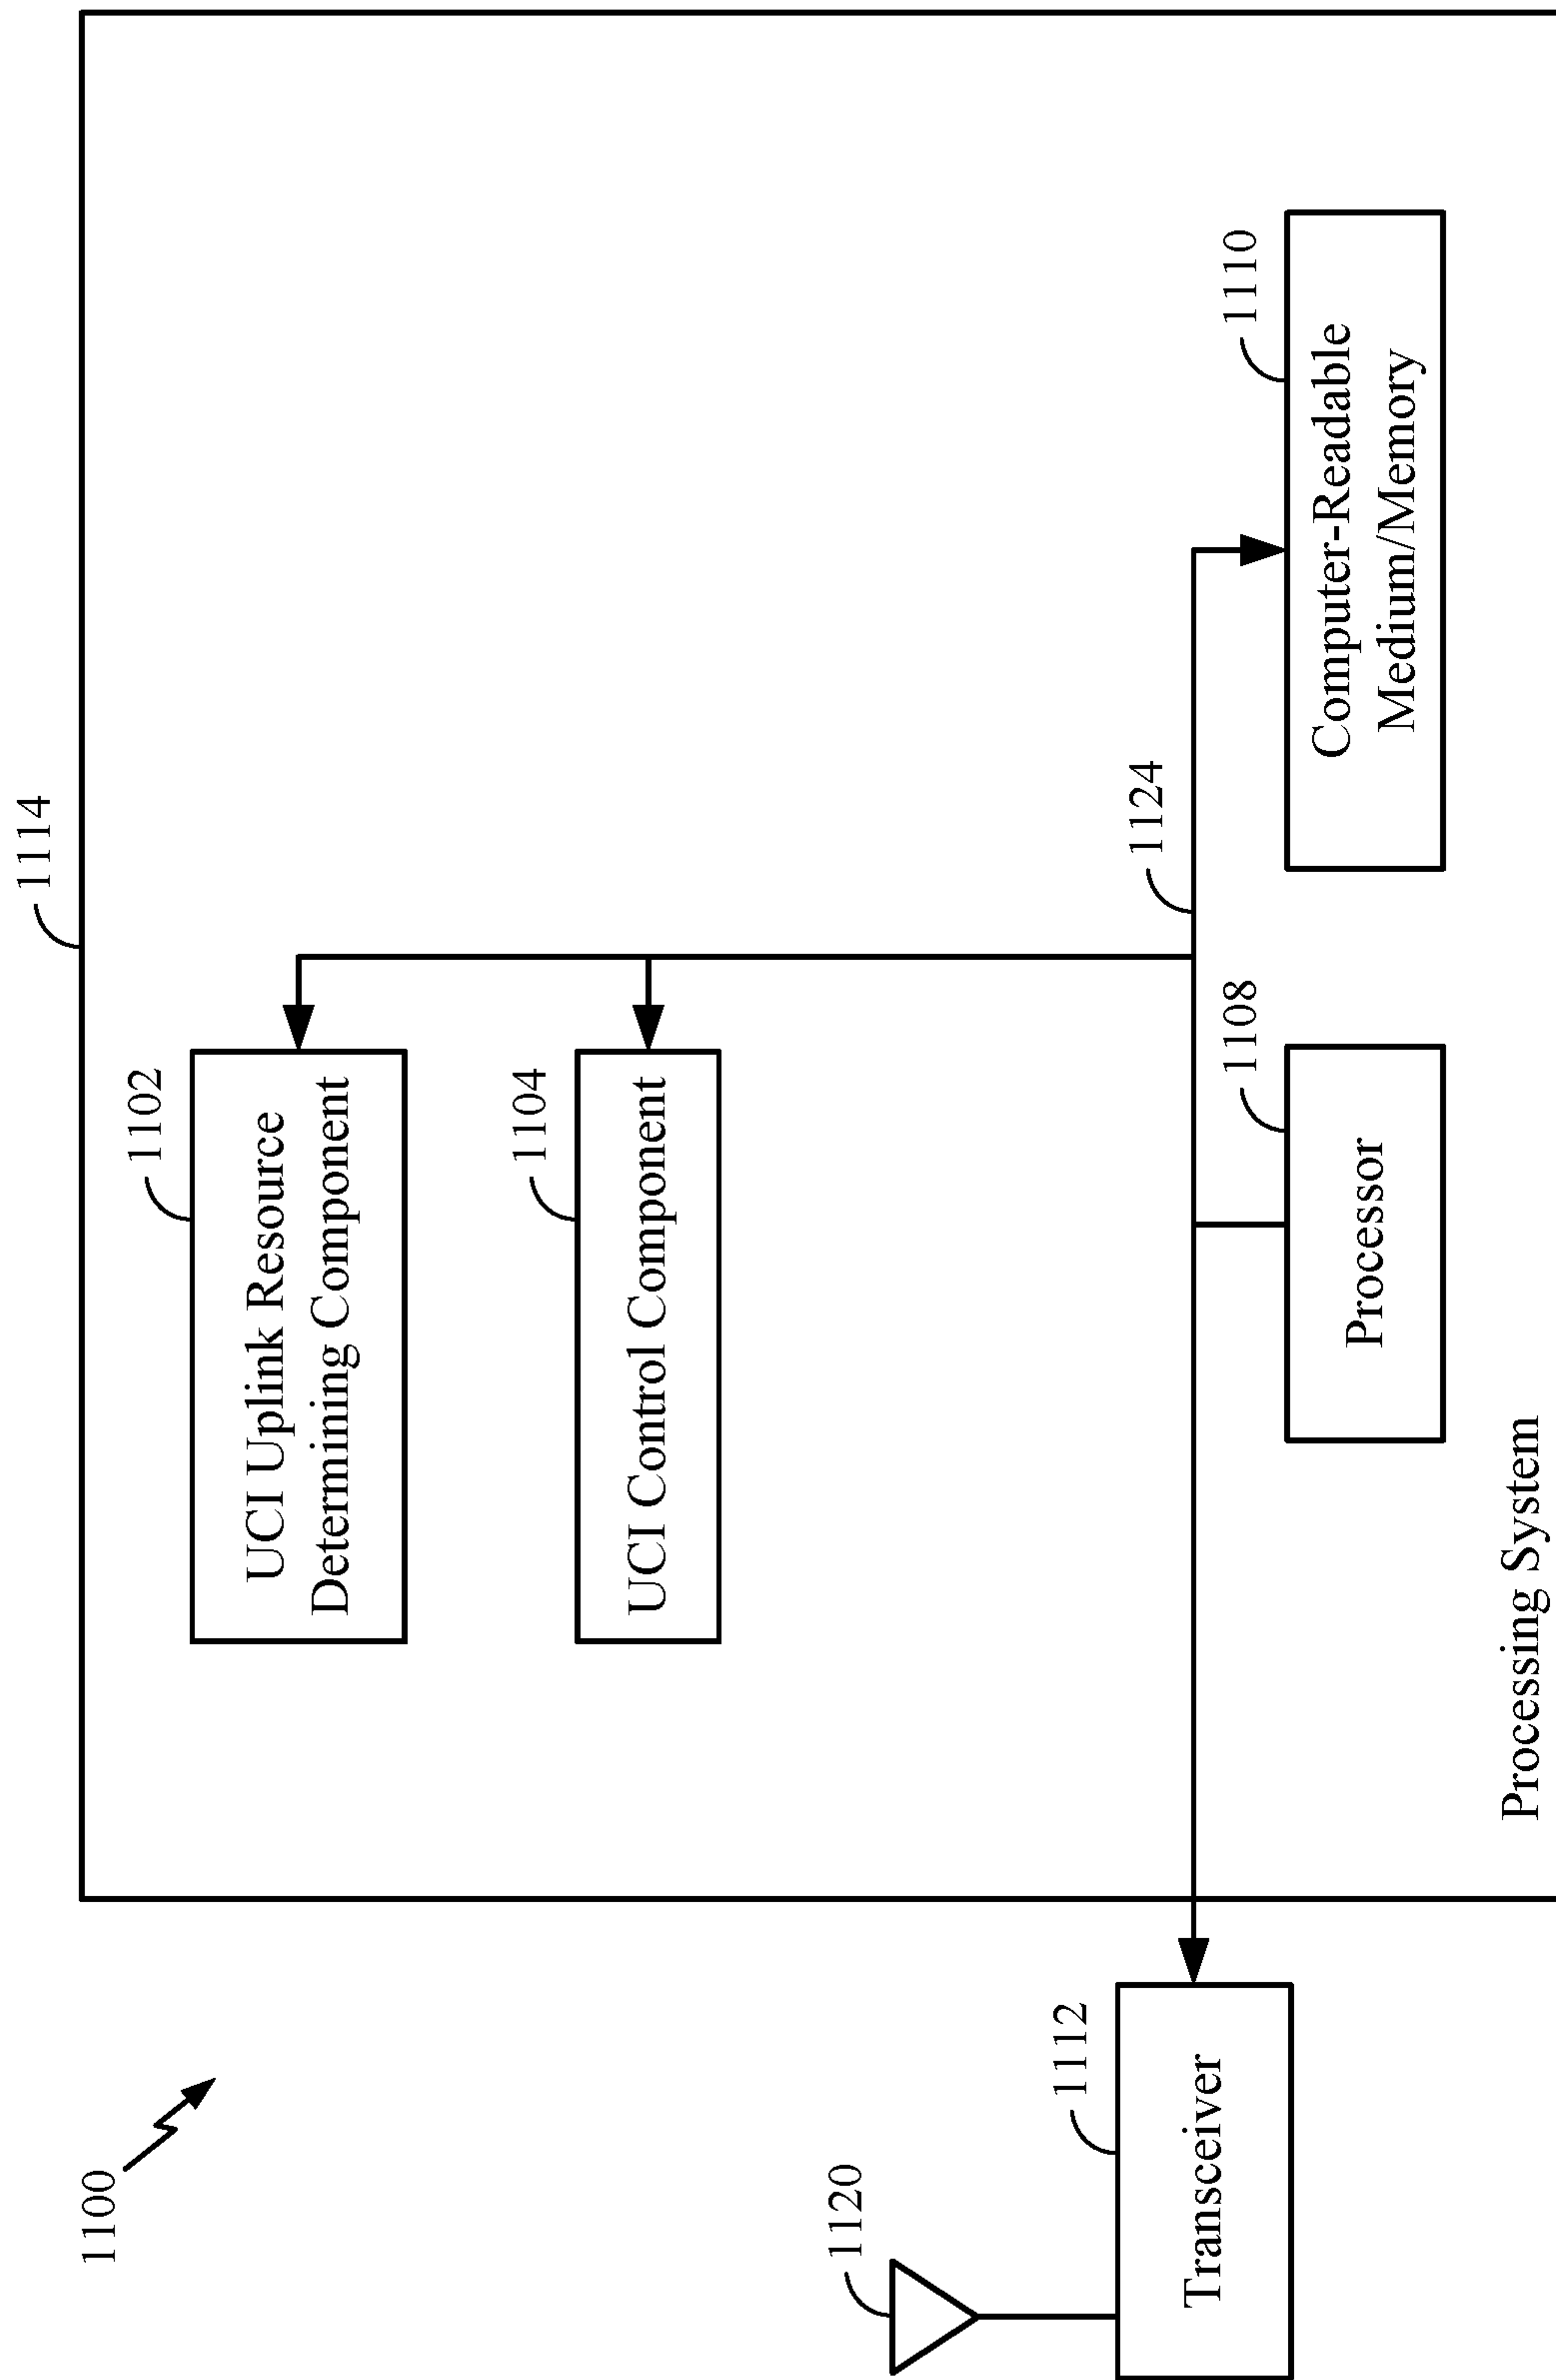 1100
1114
1102
UCI Uplink Resource
Determining Component
1104
UCI Control Component
1120
1112
Transceiver
1124
1108
Processor
1110
Computer-Readable
Medium/Memory
Processing System